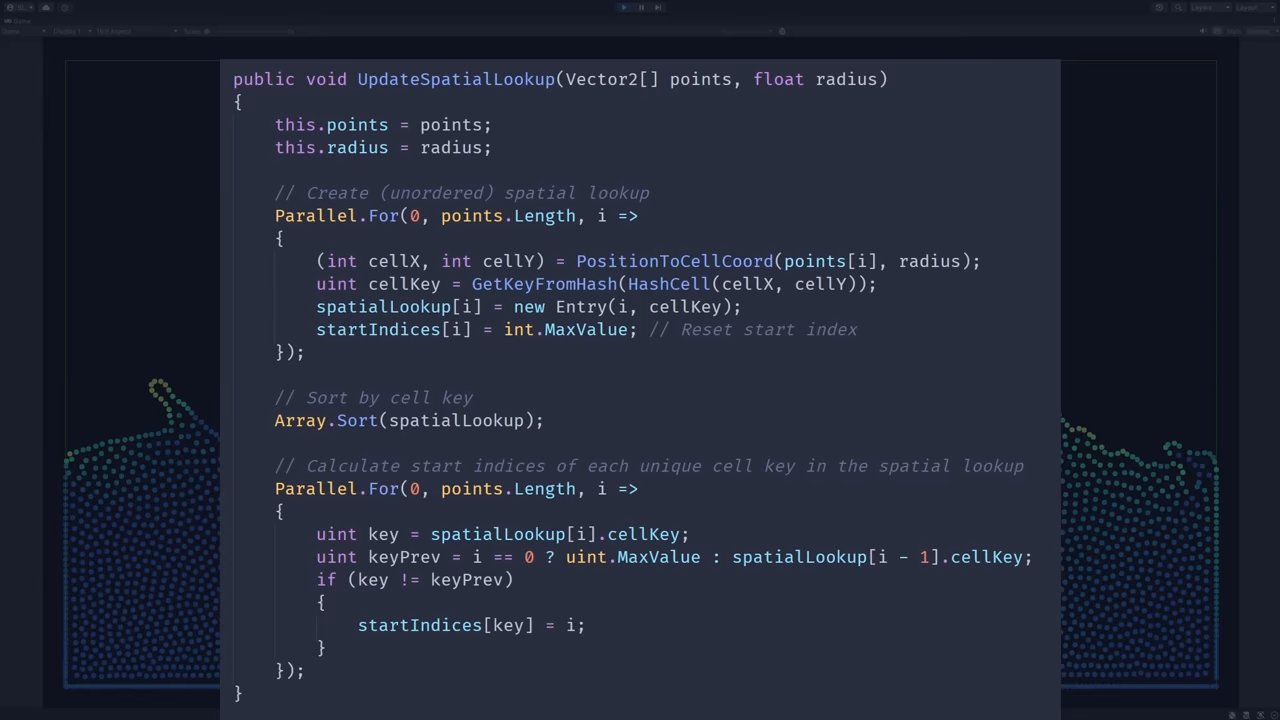 public void UpdateSpatialLookup(Vector2[] points, float radius)
{
    this.points = points;
    this.radius = radius;

    // Create (unordered) spatial lookup
    Parallel.For(0, points.Length, i =>
    {
        (int cellX, int cellY) = PositionToCellCoord(points[i], radius);
        uint cellKey = GetKeyFromHash(HashCell(cellX, cellY));
        spatialLookup[i] = new Entry(i, cellKey);
        startIndices[i] = int.MaxValue; // Reset start index
    });

    // Sort by cell key
    Array.Sort(spatialLookup);

    // Calculate start indices of each unique cell key in the spatial lookup
    Parallel.For(0, points.Length, i =>
    {
        uint key = spatialLookup[i].cellKey;
        uint keyPrev = i == 0 ? uint.MaxValue : spatialLookup[i - 1].cellKey;
        if (key != keyPrev)
        {
            startIndices[key] = i;
        }
    });
}